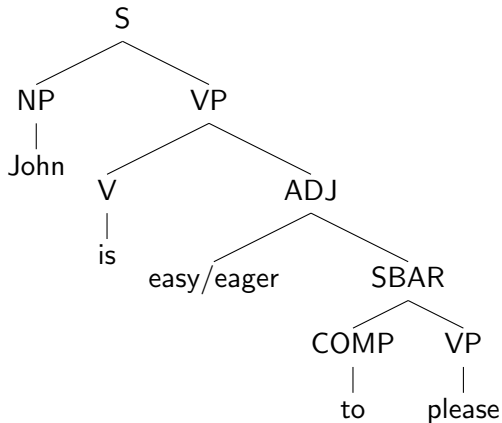 S
NP VP
John
V ADJ
is
easy/eager SBAR
COMP VP
to please